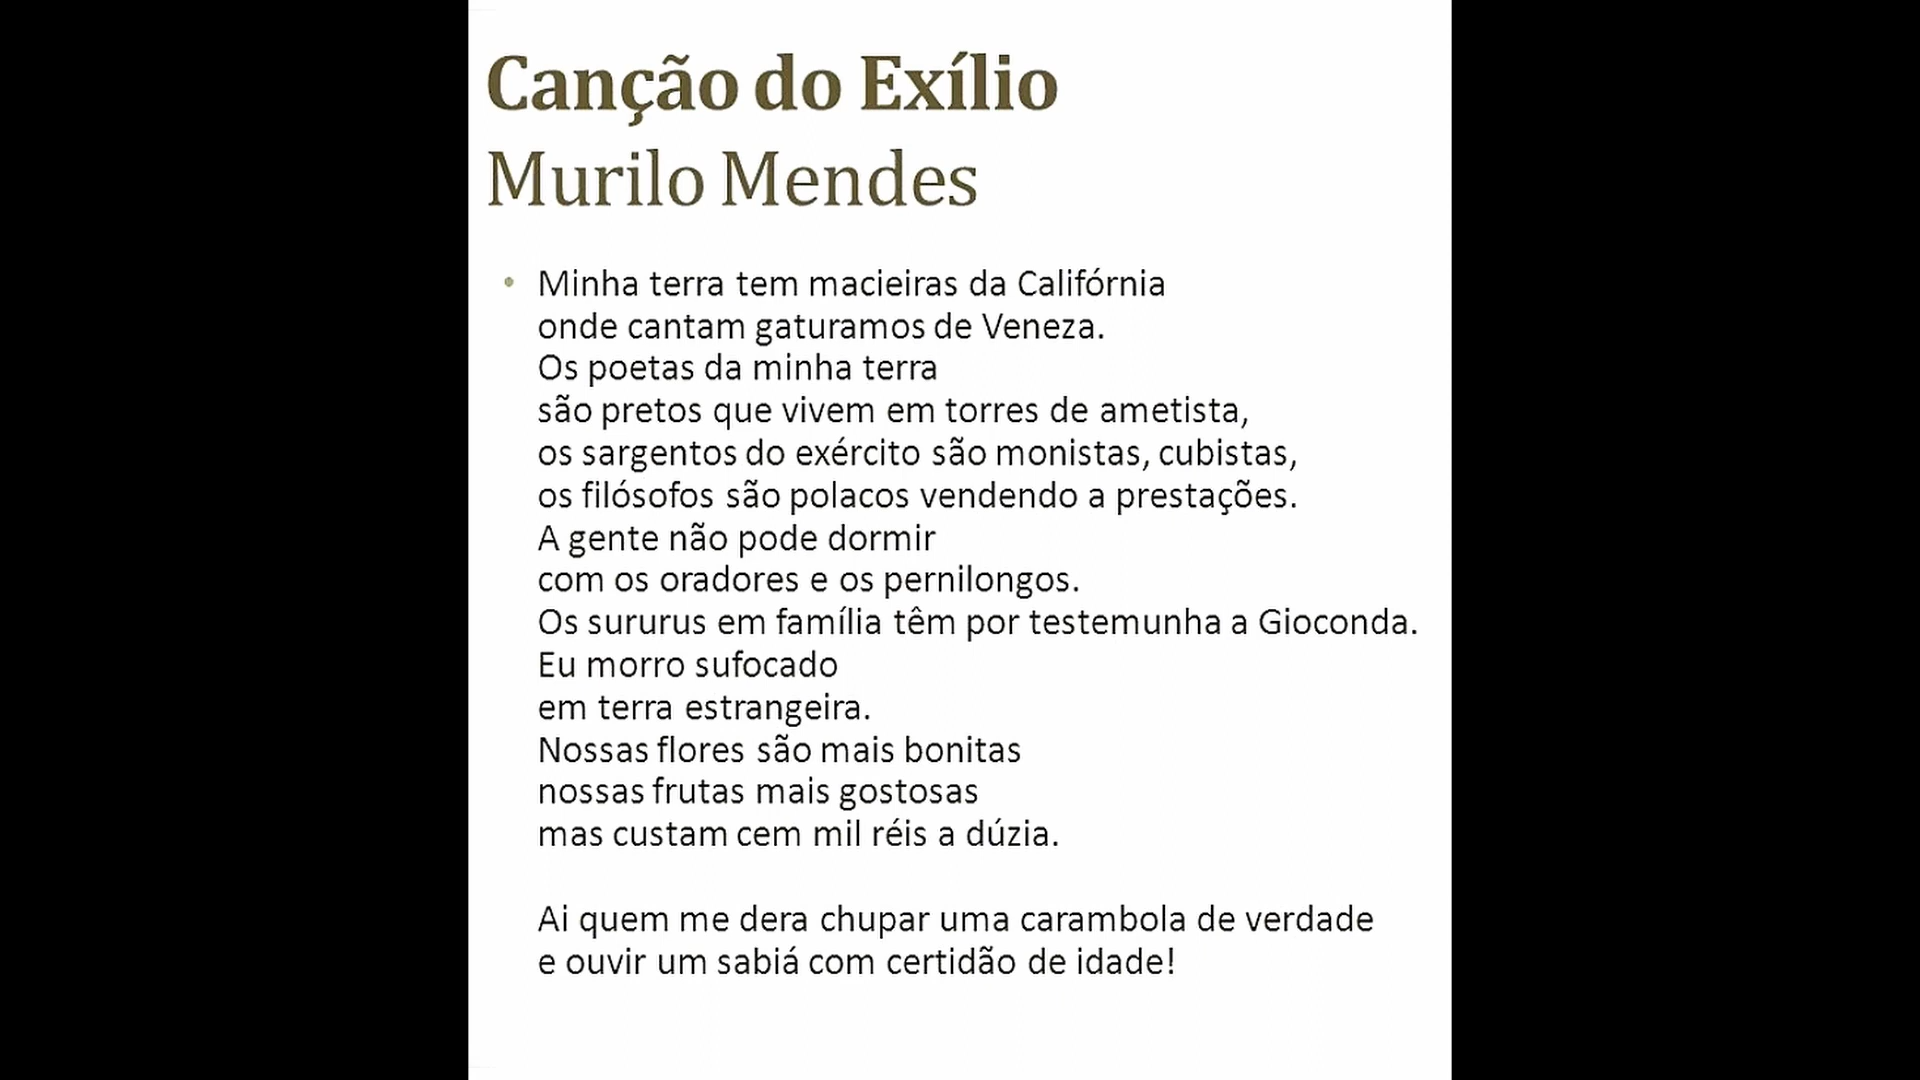 Canção do Exílio
Murilo Mendes
• Minha terra tem macieiras da Califórnia
onde cantam gaturamos de Veneza.
Os poetas da minha terra
são pretos que vivem em torres de ametista,
os sargentos do exército são monistas, cubistas,
os filósofos são polacos vendendo a prestações.
A gente não pode dormir
com os oradores e os pernilongos.
Os sururus em família têm por testemunha a Gioconda.
Eu morro sufocado
em terra estrangeira.
Nossas flores são mais bonitas
nossas frutas mais gostosas
mas custam cem mil réis a dúzia.
Ai quem me dera chupar uma carambola de verdade
e ouvir um sabiá com certidão de idade!